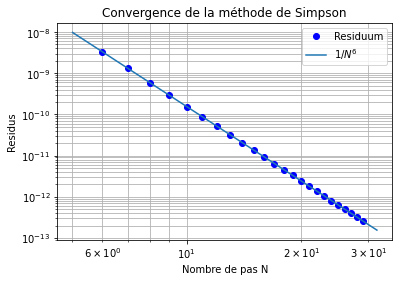 Convergence de la méthode de Simpson
Residuum
1/N⁶
10⁻⁸
10⁻⁹
10⁻¹⁰
10⁻¹¹
10⁻¹²
10⁻¹³
Residus
6 × 10⁰
10¹
2 × 10¹
3 × 10¹
Nombre de pas N